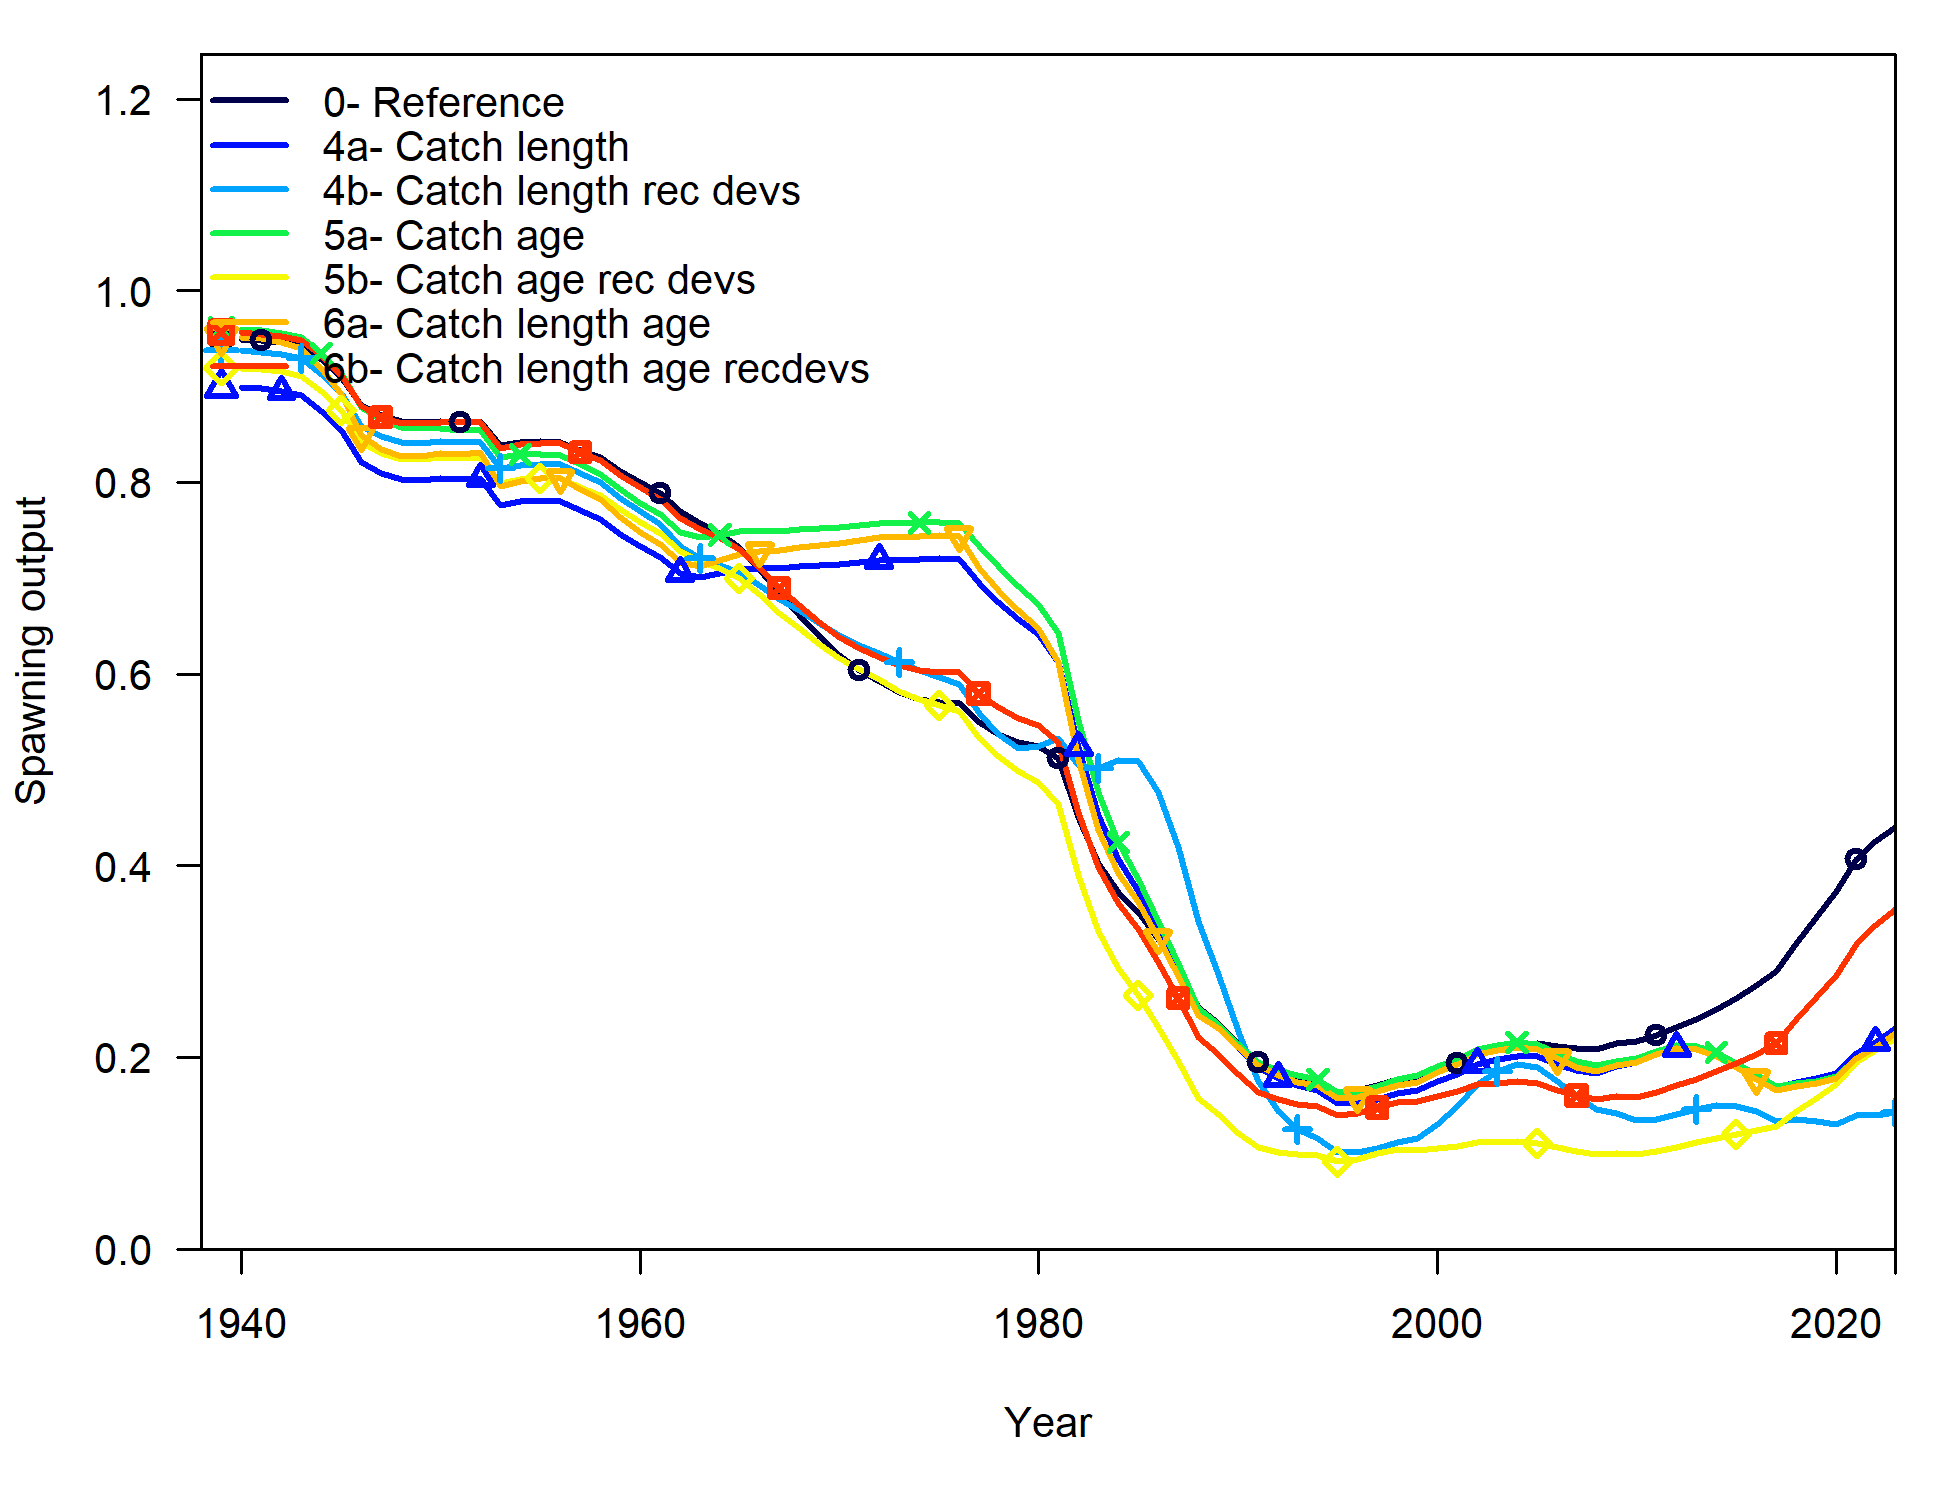 1.2
1.0
0.8
0.6
0.4
0.2
0.0
Spawning output
0- Reference
4a- Catch length
4b- Catch length rec devs
5a- Catch age
5b- Catch age rec devs
6a- Catch length age
6b- Catch length age recdevs
1940 1960 1980 2000 2020
Year